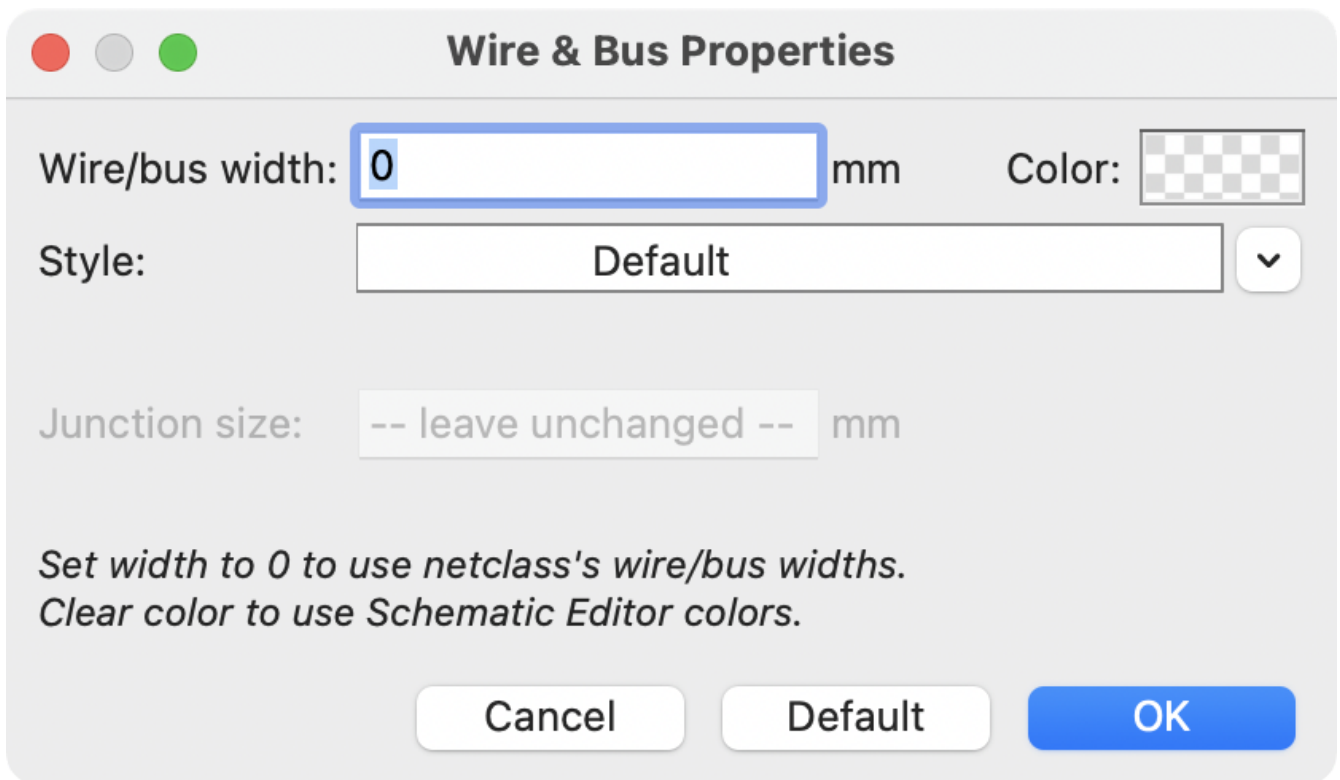 Wire & Bus Properties
Wire/bus width: 0 mm Color:
Style: Default
Junction size: -- leave unchanged -- mm
Set width to 0 to use netclass's wire/bus widths.
Clear color to use Schematic Editor colors.
Cancel Default OK